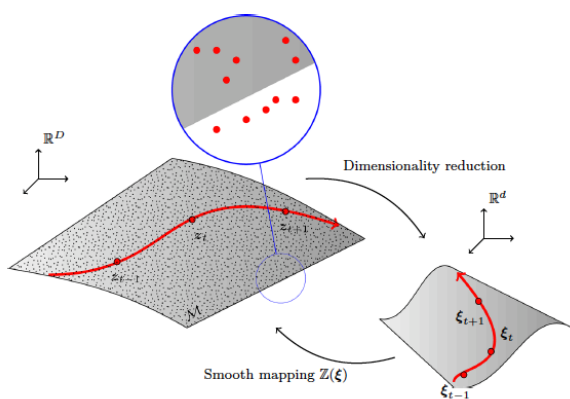 ℝ^D
Dimensionality reduction
ℝ^d
z_{t+1}
z_t
z_{t−1}
ℳ
ξ_{t+1}
ξ_t
Smooth mapping ℤ(ξ)
ξ_{t−1}